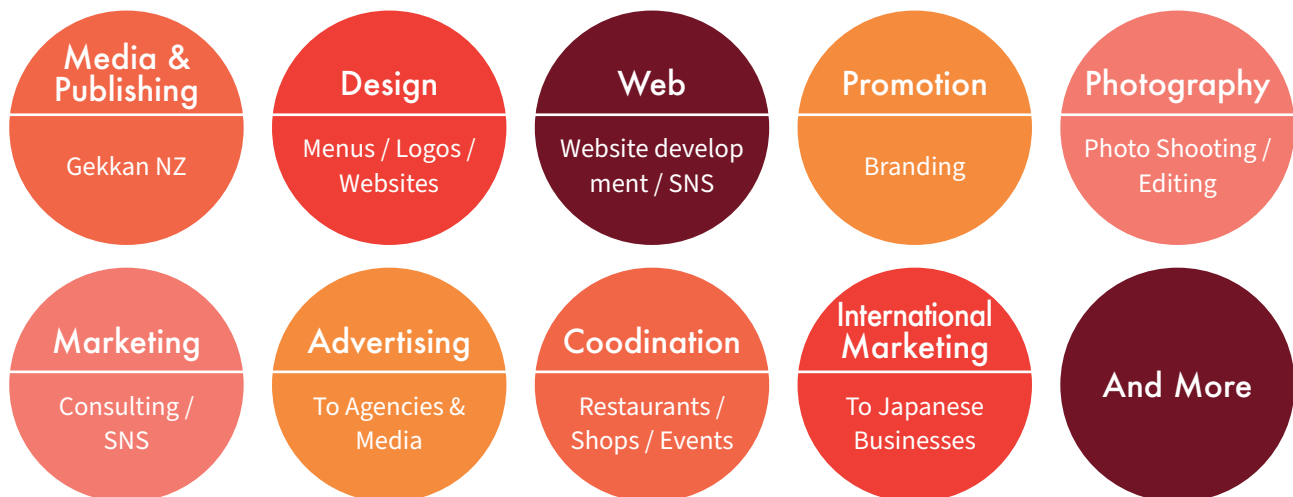 Media &
Publishing
Gekkan NZ
Design
Menus / Logos /
Websites
Web
Website develop
ment / SNS
Promotion
Branding
Photography
Photo Shooting /
Editing
Marketing
Consulting /
SNS
Advertising
To Agencies &
Media
Coodination
Restaurants /
Shops / Events
International
Marketing
To Japanese
Businesses
And More